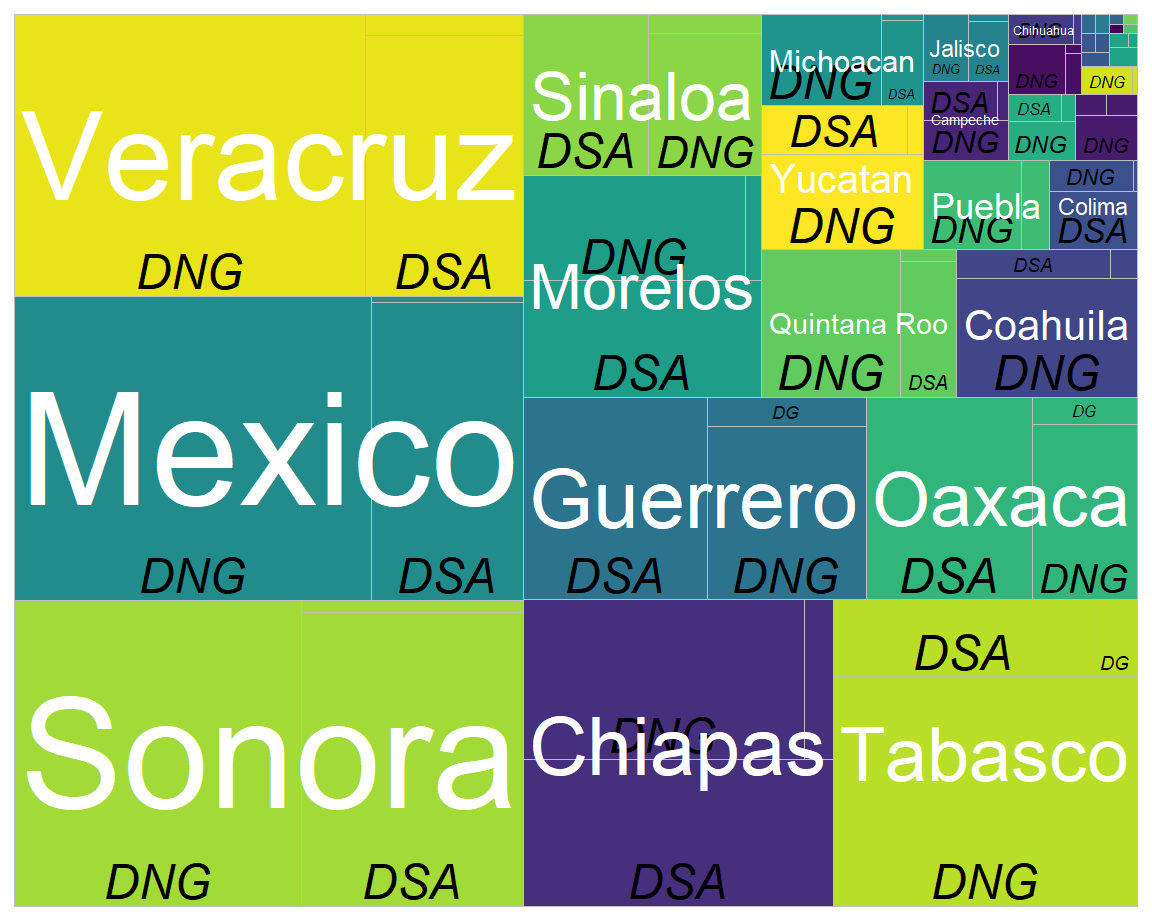 Veracruz
DNG
DSA
Mexico
DNG
DSA
Sonora
DNG
DSA
Sinaloa
DSA
DNG
DNG
Morelos
DSA
Guerrero
DSA
DG
DNG
Oaxaca
DSA
DG
DNG
DNG
Chiapas
DSA
DSA
DG
Tabasco
DNG
Michoacan
DNG
DSA
DSA
Yucatan
DNG
Quintana Roo
DNG
DSA
DSA
Coahuila
DNG
Jalisco
DNG
DSA
DSA
Campeche
DNG
Puebla
DNG
DNG
Colima
DSA
Chihuahua
DNG
DNG
DSA
DNG
DNG
DNG